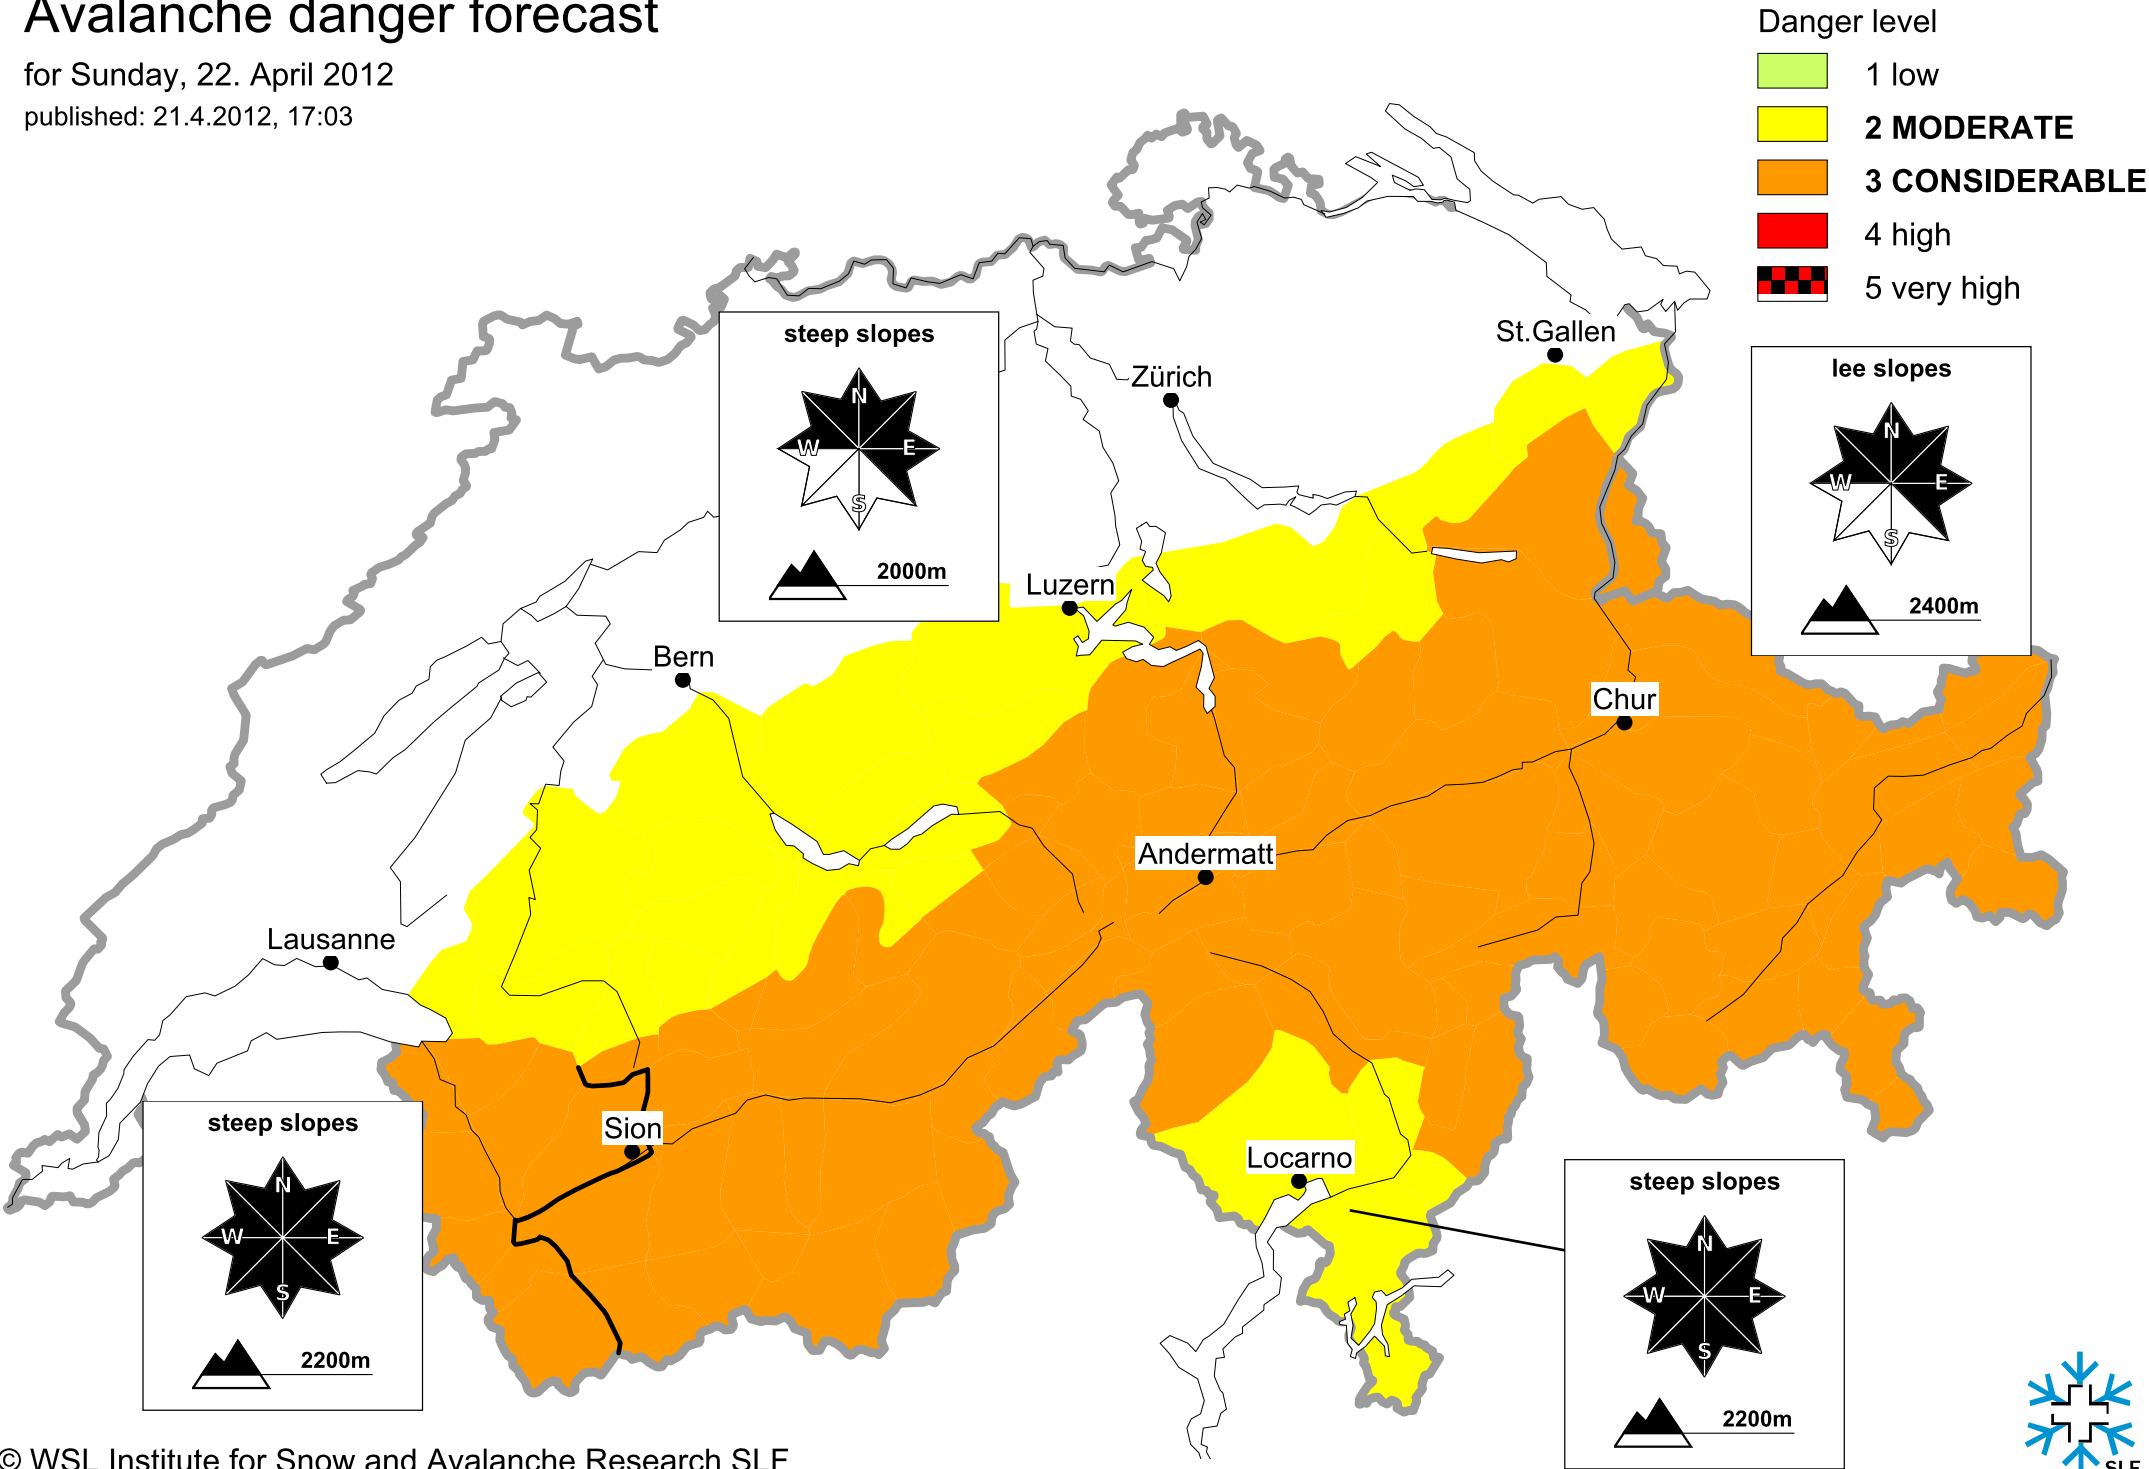 Avalanche danger forecast
for Sunday, 22. April 2012
published: 21.4.2012, 17:03
Danger level
1 low
2 MODERATE
3 CONSIDERABLE
4 high
5 very high
steep slopes
N
W E
S
2000m
St.Gallen
Zürich
lee slopes
N
W E
S
2400m
Luzern
Bern
Chur
Andermatt
Lausanne
steep slopes
N
W E
S
2200m
Sion
Locarno
steep slopes
N
W E
S
2200m
© WSL Institute for Snow and Avalanche Research SLF
SLF